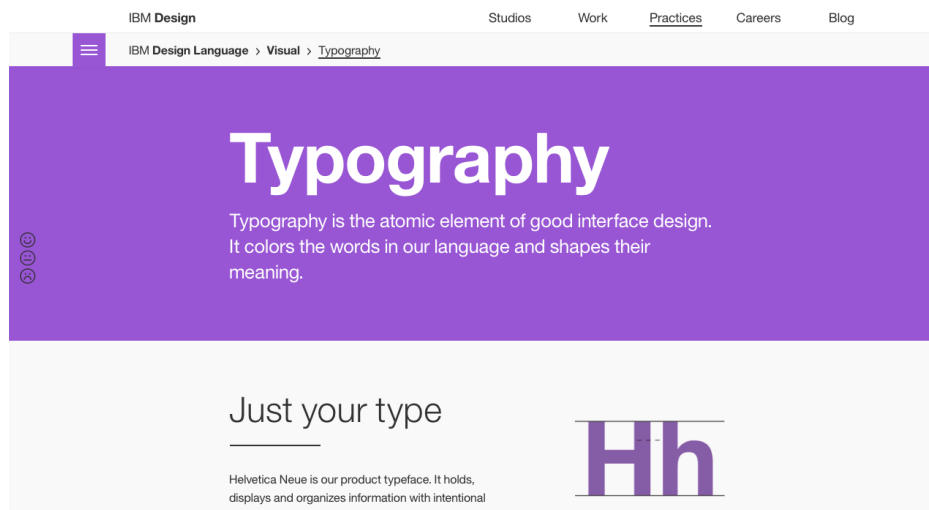 IBM Design Studios Work Practices Careers Blog
IBM Design Language > Visual > Typography
Typography
Typography is the atomic element of good interface design.
It colors the words in our language and shapes their
meaning.
Just your type
Hh
Helvetica Neue is our product typeface. It holds,
displays and organizes information with intentional